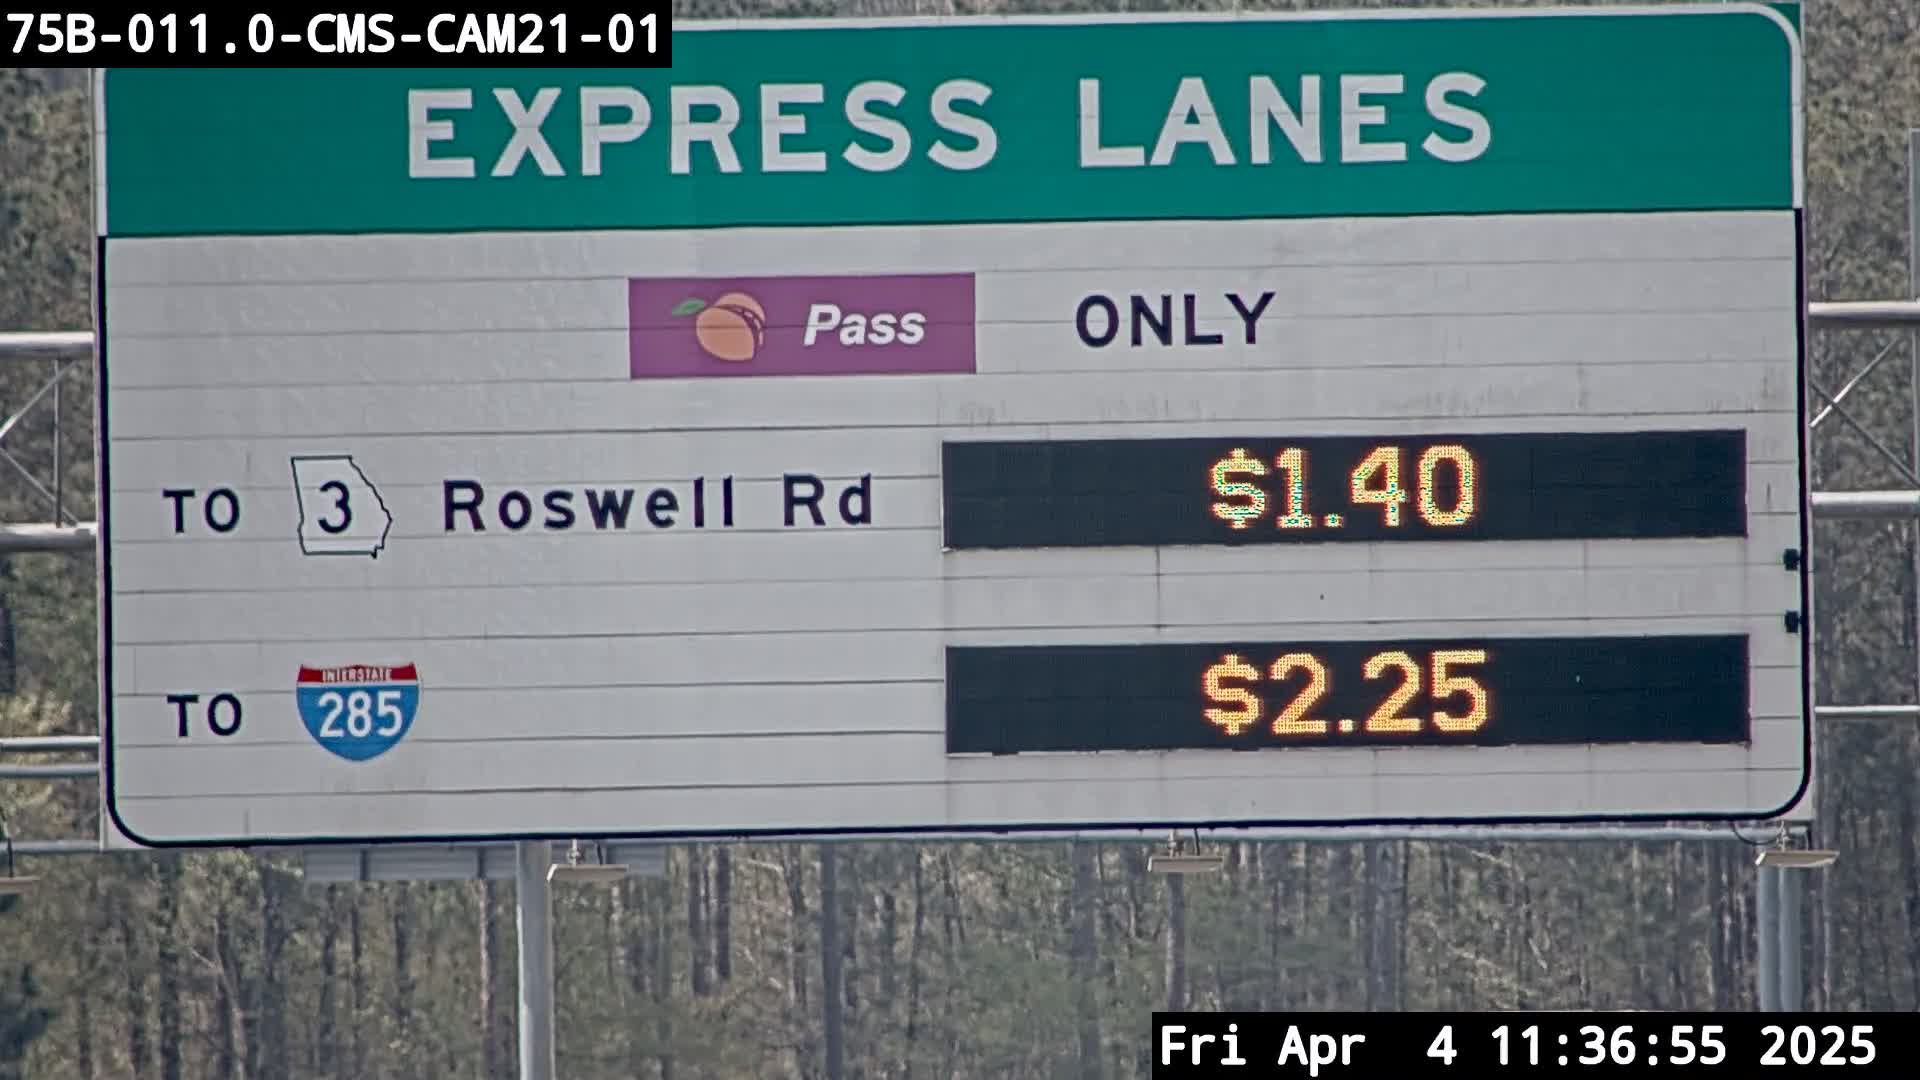 75B-011.0-CMS-CAM21-01
EXPRESS LANES
Pass ONLY
TO 3 Roswell Rd $1.40
INTERSTATE
TO 285 $2.25
Fri Apr 4 11:36:55 2025